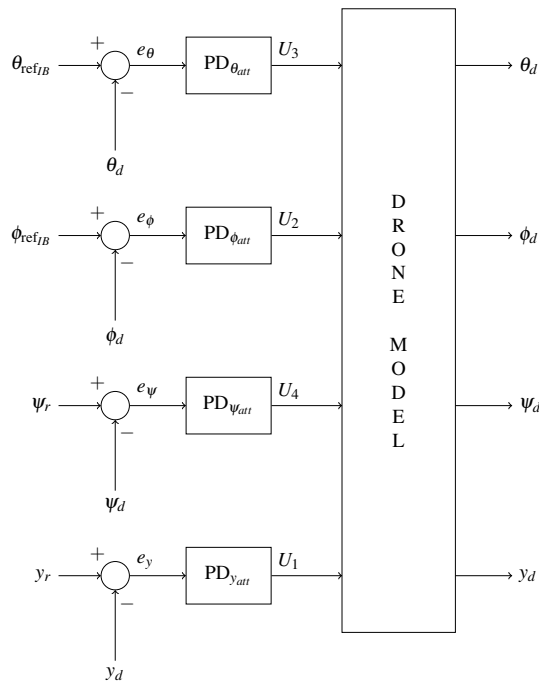 θ_ref_IB + − e_θ PD_θ_att U_3 θ_d
θ_d
ϕ_ref_IB + − e_ϕ PD_ϕ_att U_2 ϕ_d
ϕ_d
ψ_r + − e_ψ PD_ψ_att U_4 ψ_d
ψ_d
y_r + − e_y PD_y_att U_1 y_d
y_d
D
R
O
N
E
M
O
D
E
L